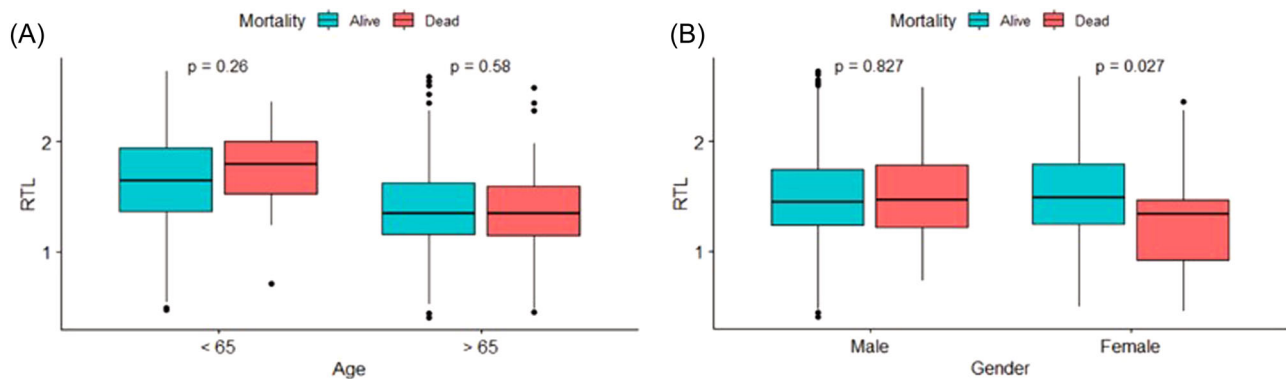 (A)
Mortality Alive Dead
p = 0.26
p = 0.58
2
1
RTL
< 65
> 65
Age
(B)
Mortality Alive Dead
p = 0.827
p = 0.027
2
1
RTL
Male
Female
Gender